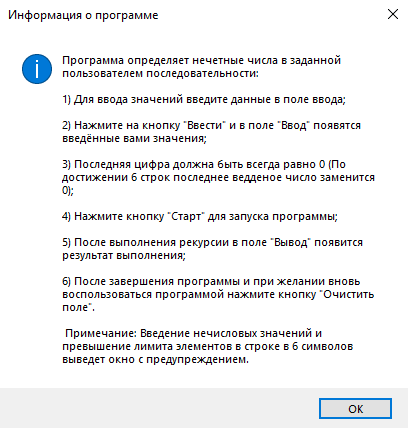 Информация о программе
Программа определяет нечетные числа в заданной
пользователем последовательности:
1) Для ввода значений введите данные в поле ввода;
2) Нажмите на кнопку "Ввести" и в поле "Ввод" появятся
введённые вами значения;
3) Последняя цифра должна быть всегда равно 0 (По
достижении 6 строк последнее ведденое число заменится
0);
4) Нажмите кнопку "Старт" для запуска программы;
5) После выполнения рекурсии в поле "Вывод" появится
результат выполнения;
6) После завершения программы и при желании вновь
воспользоваться программой нажмите кнопку "Очистить
поле".
Примечание: Введение нечисловых значений и
превышение лимита элементов в строке в 6 символов
выведет окно с предупреждением.
ОК